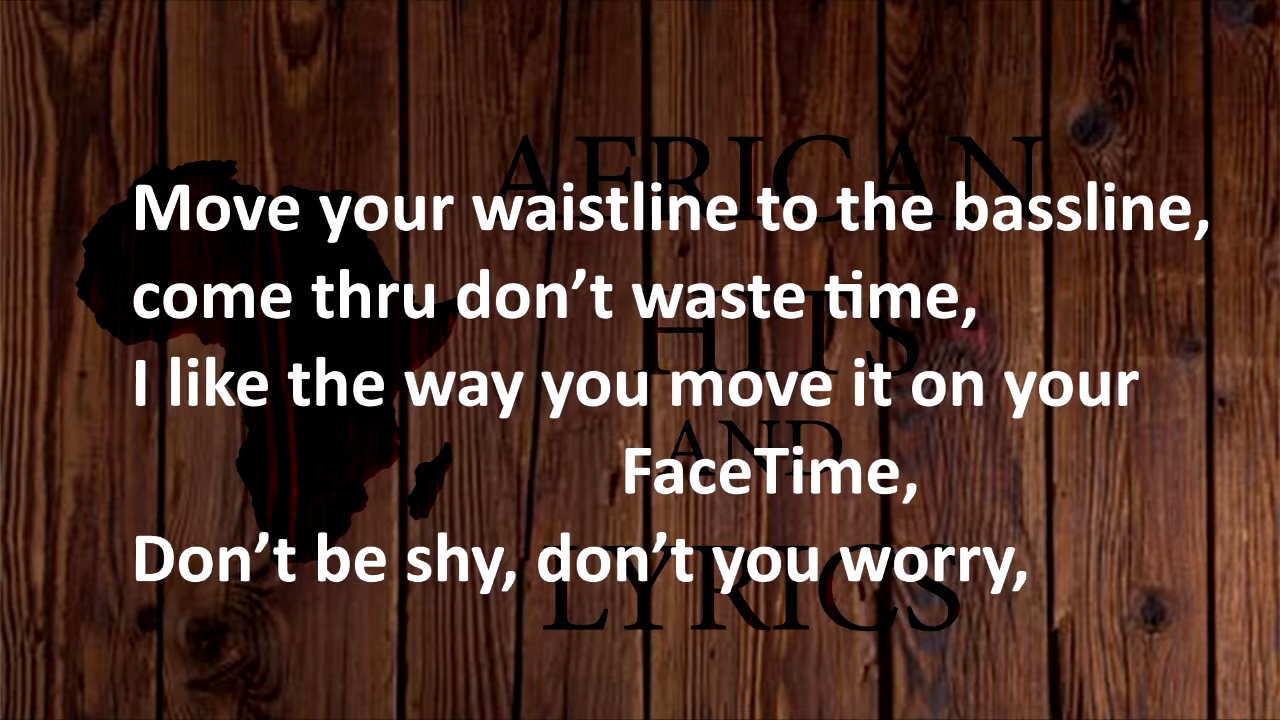 AFRICAN
Move your waistline to the bassline,
come thru don’t waste time,
HITS
I like the way you move it on your
AND
FaceTime,
Don’t be shy, don’t you worry,
LYRICS